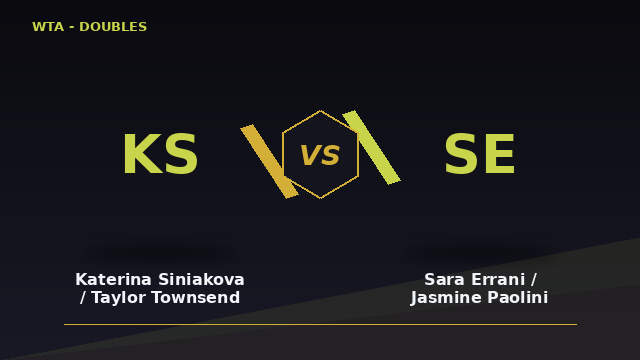 WTA - DOUBLES
KS
VS
SE
Katerina Siniakova
/ Taylor Townsend
Sara Errani /
Jasmine Paolini